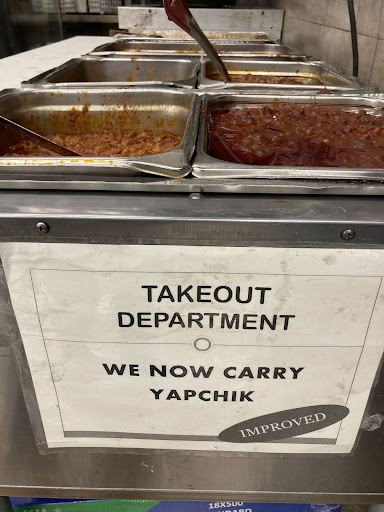 TAKEOUT
DEPARTMENT
WE NOW CARRY
YAPCHIK
IMPROVED
18X500